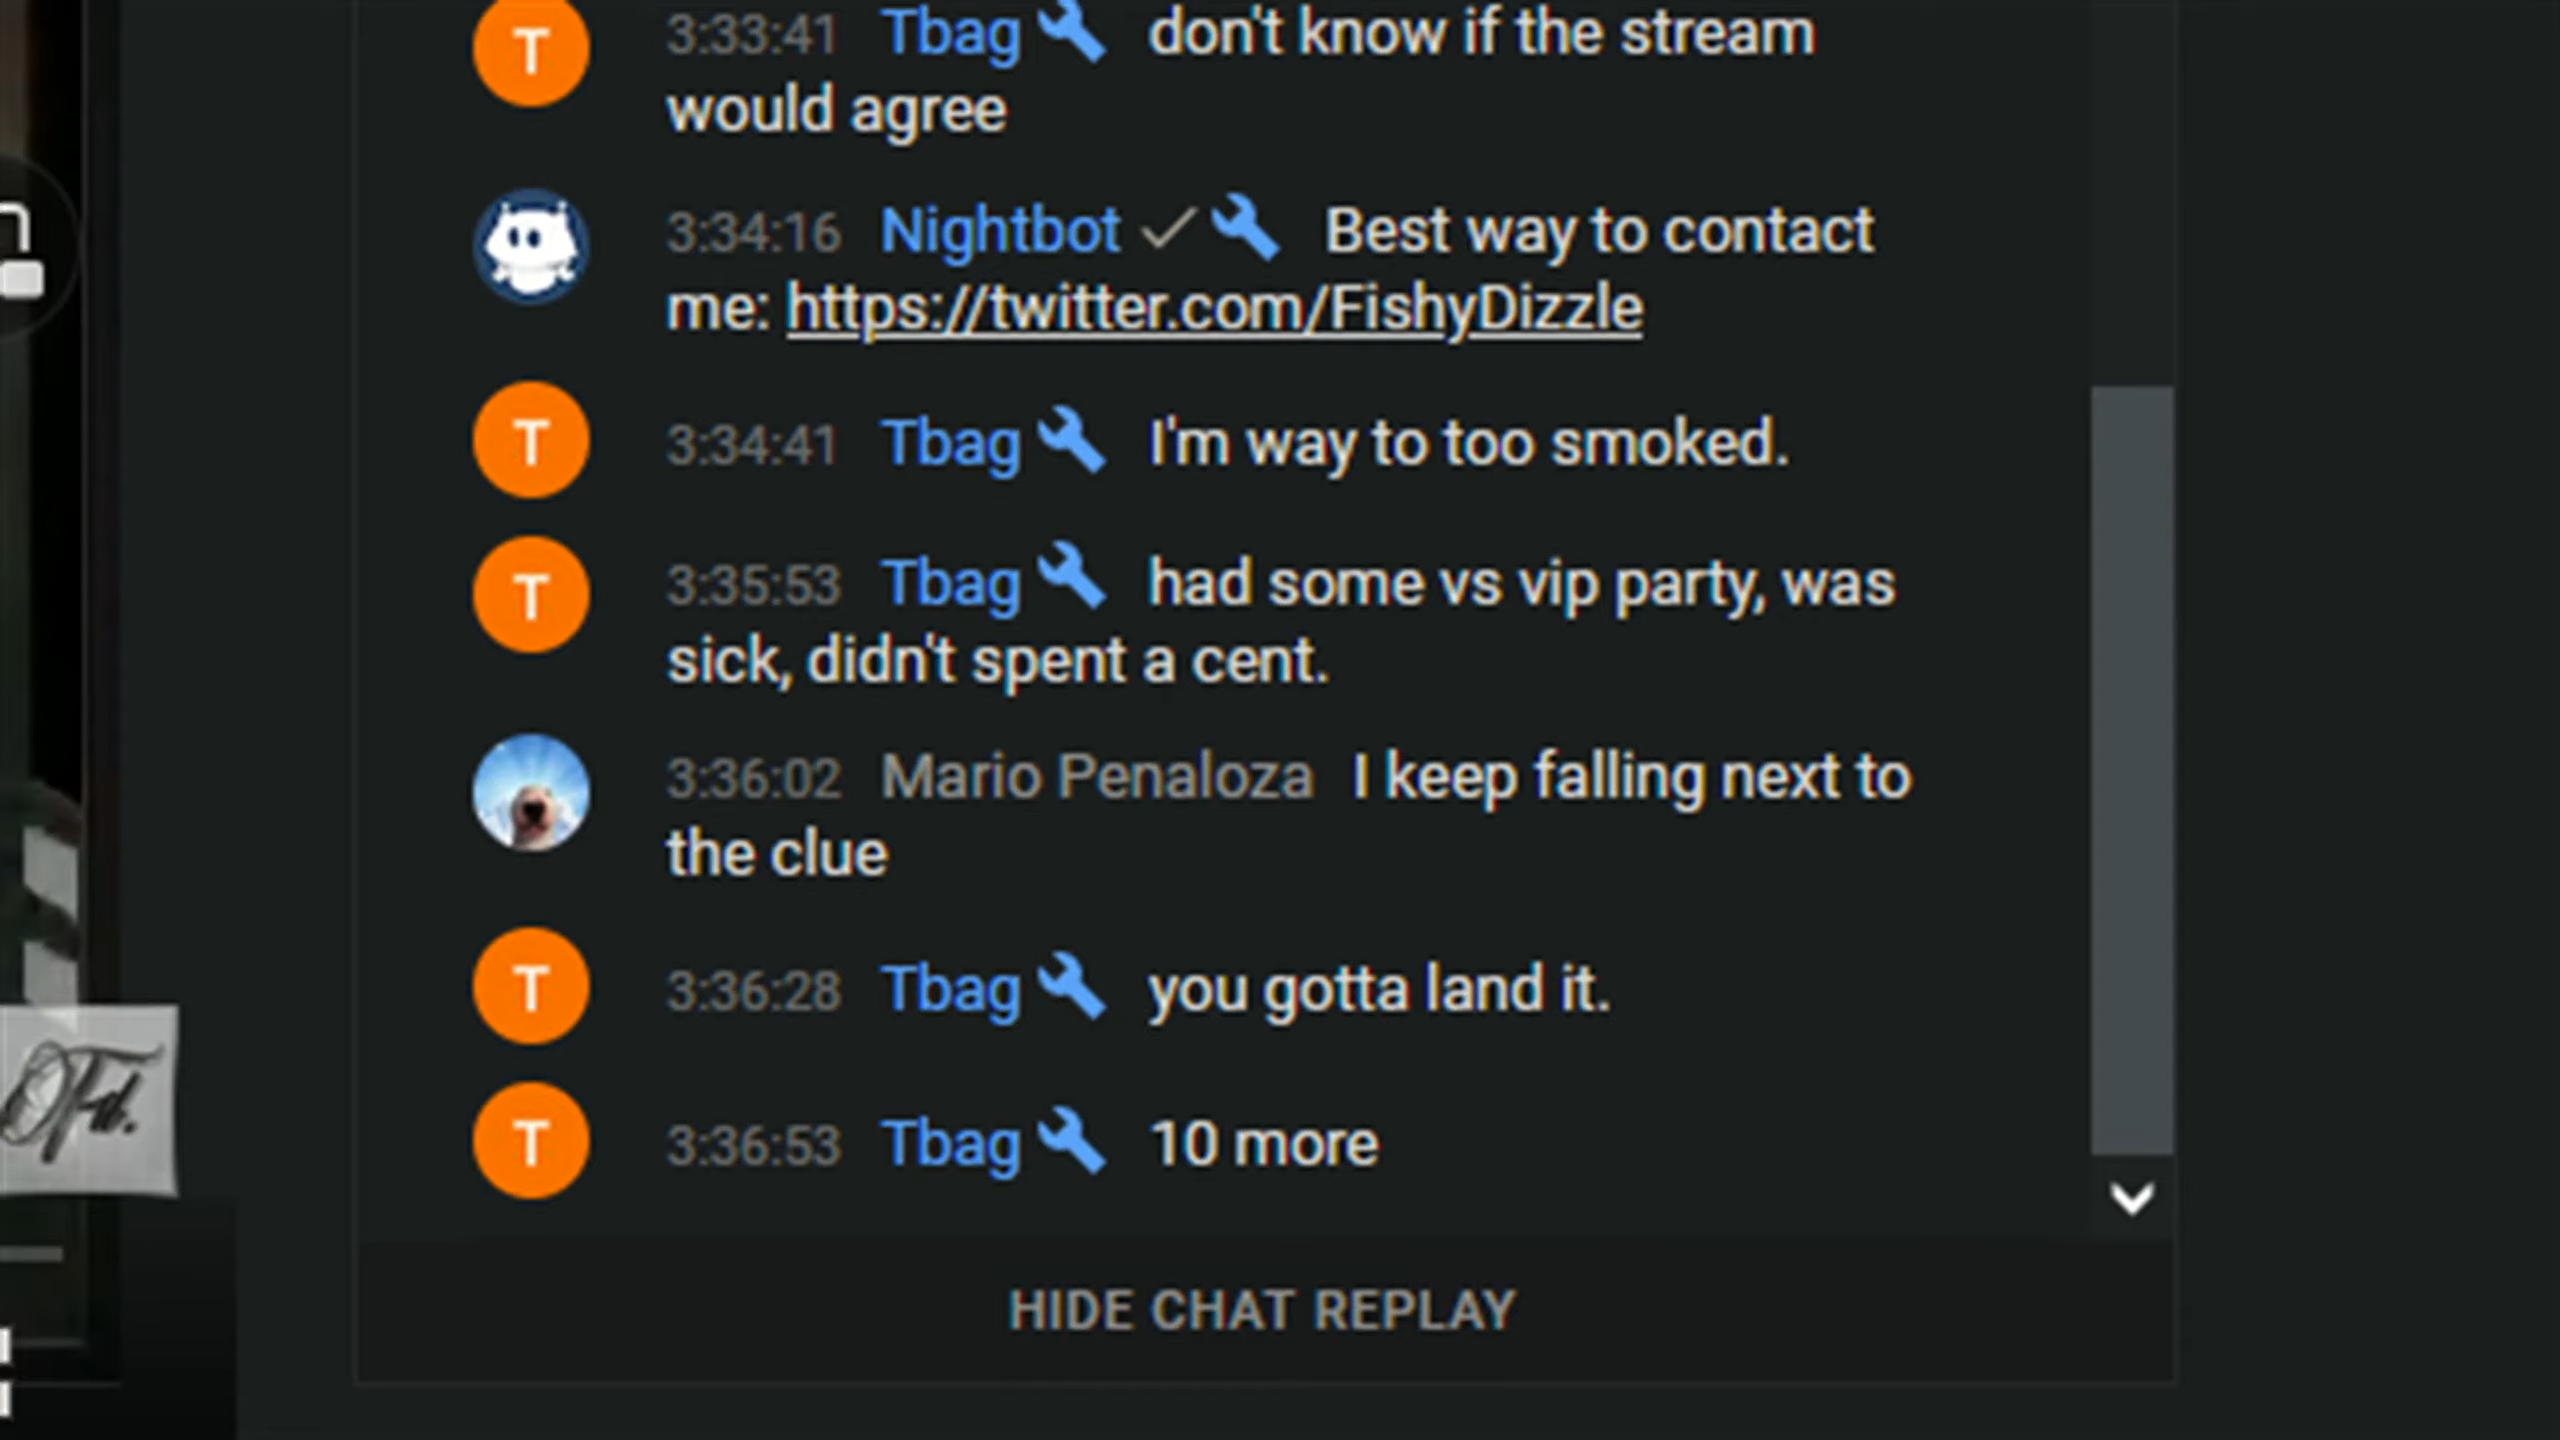 T 3:33:41 Tbag don't know if the stream
would agree
3:34:16 Nightbot Best way to contact
me: https://twitter.com/FishyDizzle
T 3:34:41 Tbag I'm way to too smoked.
T 3:35:53 Tbag had some vs vip party, was
sick, didn't spent a cent.
3:36:02 Mario Penaloza I keep falling next to
the clue
T 3:36:28 Tbag you gotta land it.
T 3:36:53 Tbag 10 more
HIDE CHAT REPLAY